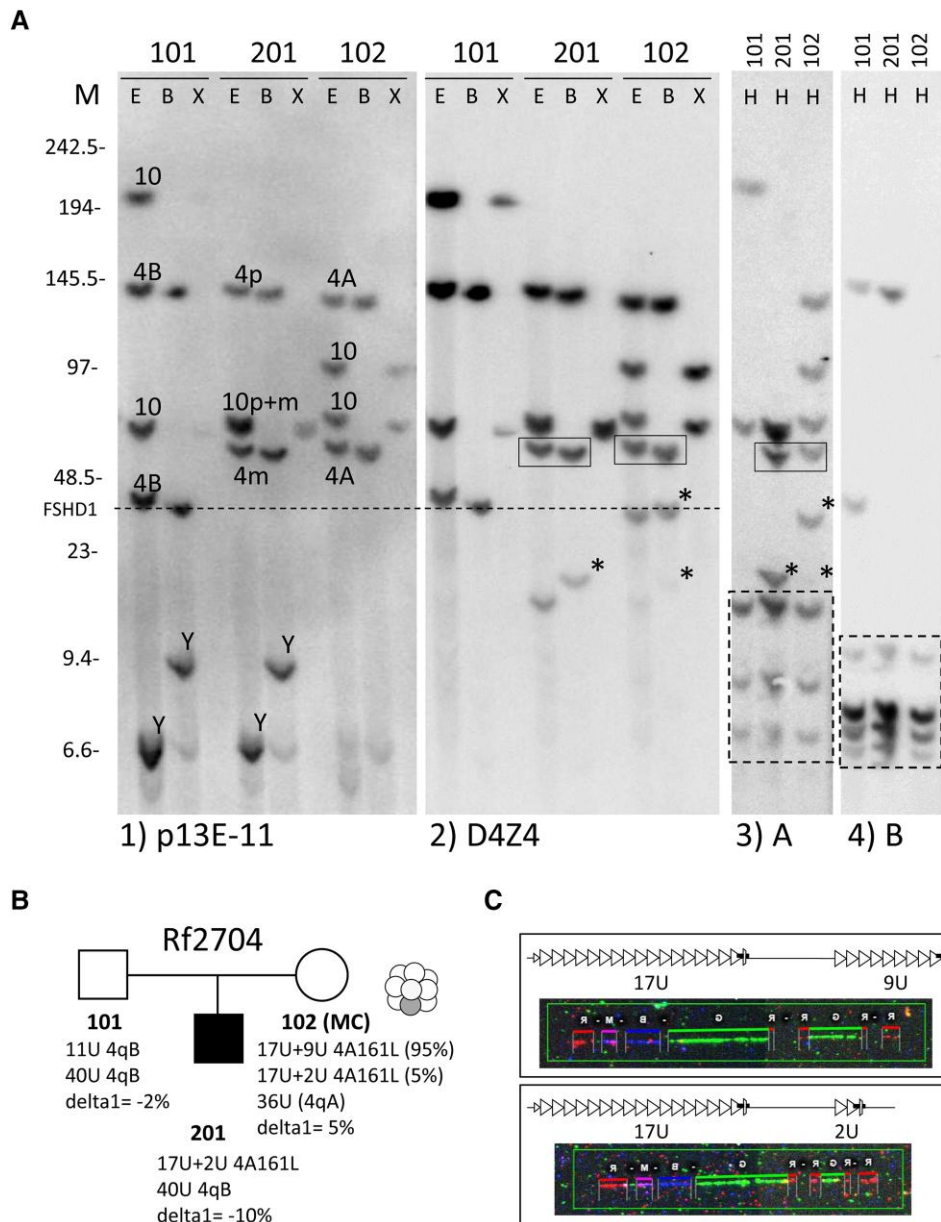 A
101 201 102 101 201 102 101 201 102 101 201 102
M E B X E B X E B X E B X E B X E B X H H H H H H
242.5-
10
194-
145.5-
4B 4p 4A
97-
10
10 10p+m 10
4B 4m 4A
48.5-
*
FSHD1
*
23-
* * * *
Y Y
9.4-
Y Y
6.6-
1) p13E-11 2) D4Z4 3) A 4) B
B
Rf2704
101
11U 4qB
40U 4qB
delta1= -2%
102 (MC)
17U+9U 4A161L (95%)
17U+2U 4A161L (5%)
36U (4qA)
delta1= 5%
201
17U+2U 4A161L
40U 4qB
delta1= -10%
C
17U 9U
R - M - B - G - R - R - G - R - R
17U 2U
R - M - B - G - R - R - G - R - R